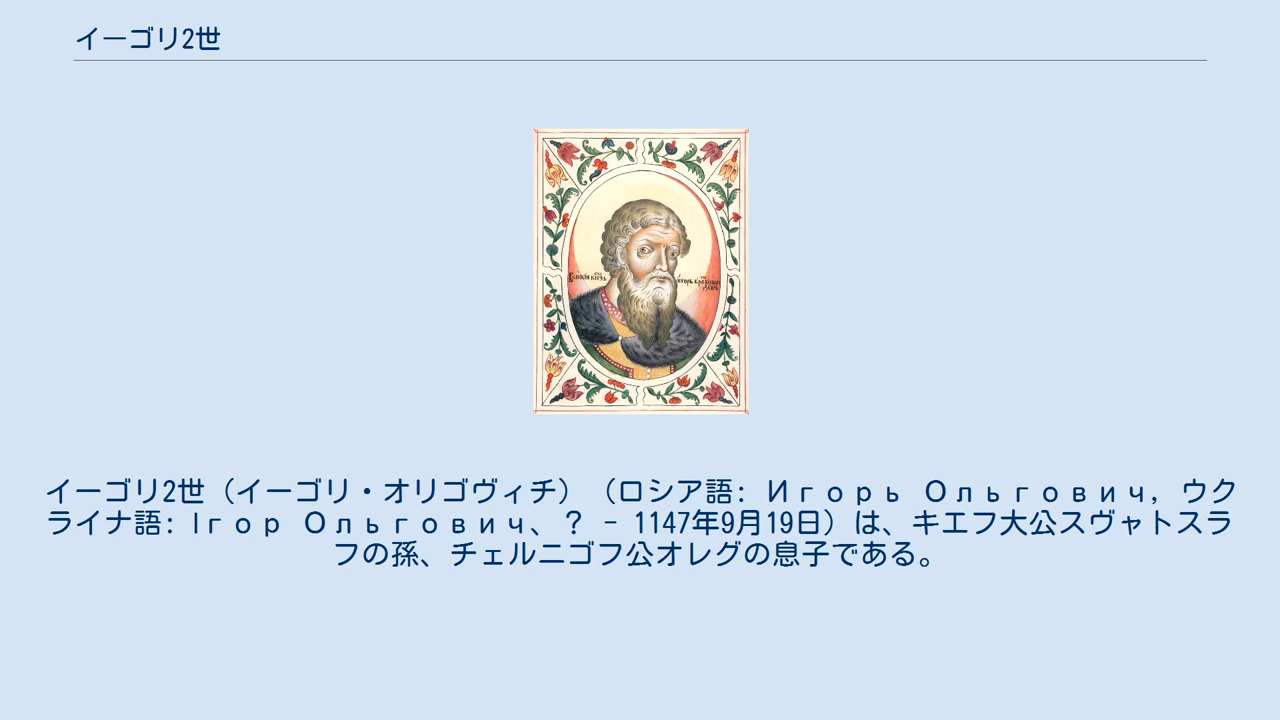 イーゴリ2世
イーゴリ2世（イーゴリ・オリゴヴィチ）（ロシア語: Игорь Ольгович, ウク
ライナ語: Ігор Ольгович、? - 1147年9月19日）は、キエフ大公スヴャトスラ
フの孫、チェルニゴフ公オレグの息子である。